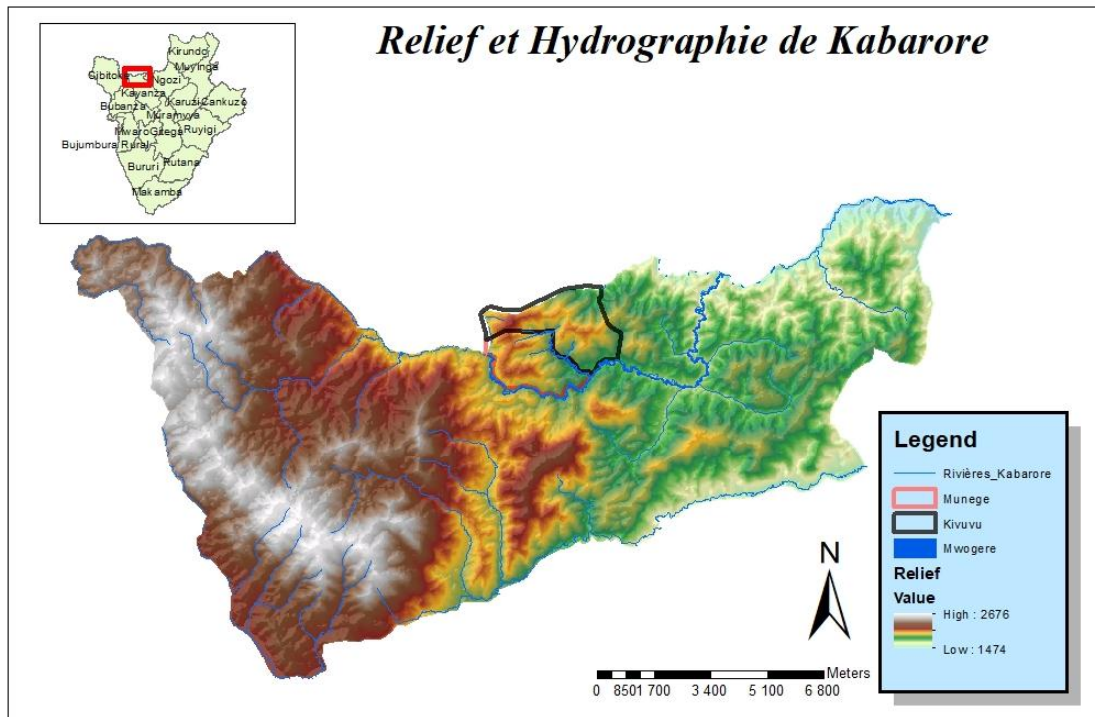 Relief et Hydrographie de Kabarore
Kirundo
Muyinga
Cibitoke
Ngozi
Kayanza
Bubanza
Karuzi
Cankuzo
Muramvya
Mwaro
Gitega
Ruyigi
Bujumbura Rural
Bururi
Rutana
Makamba
Legend
Rivières_Kabarore
Munege
Kivuvu
Mwogere
Relief
Value
High : 2676
Low : 1474
N
Meters
0 850 1 700 3 400 5 100 6 800